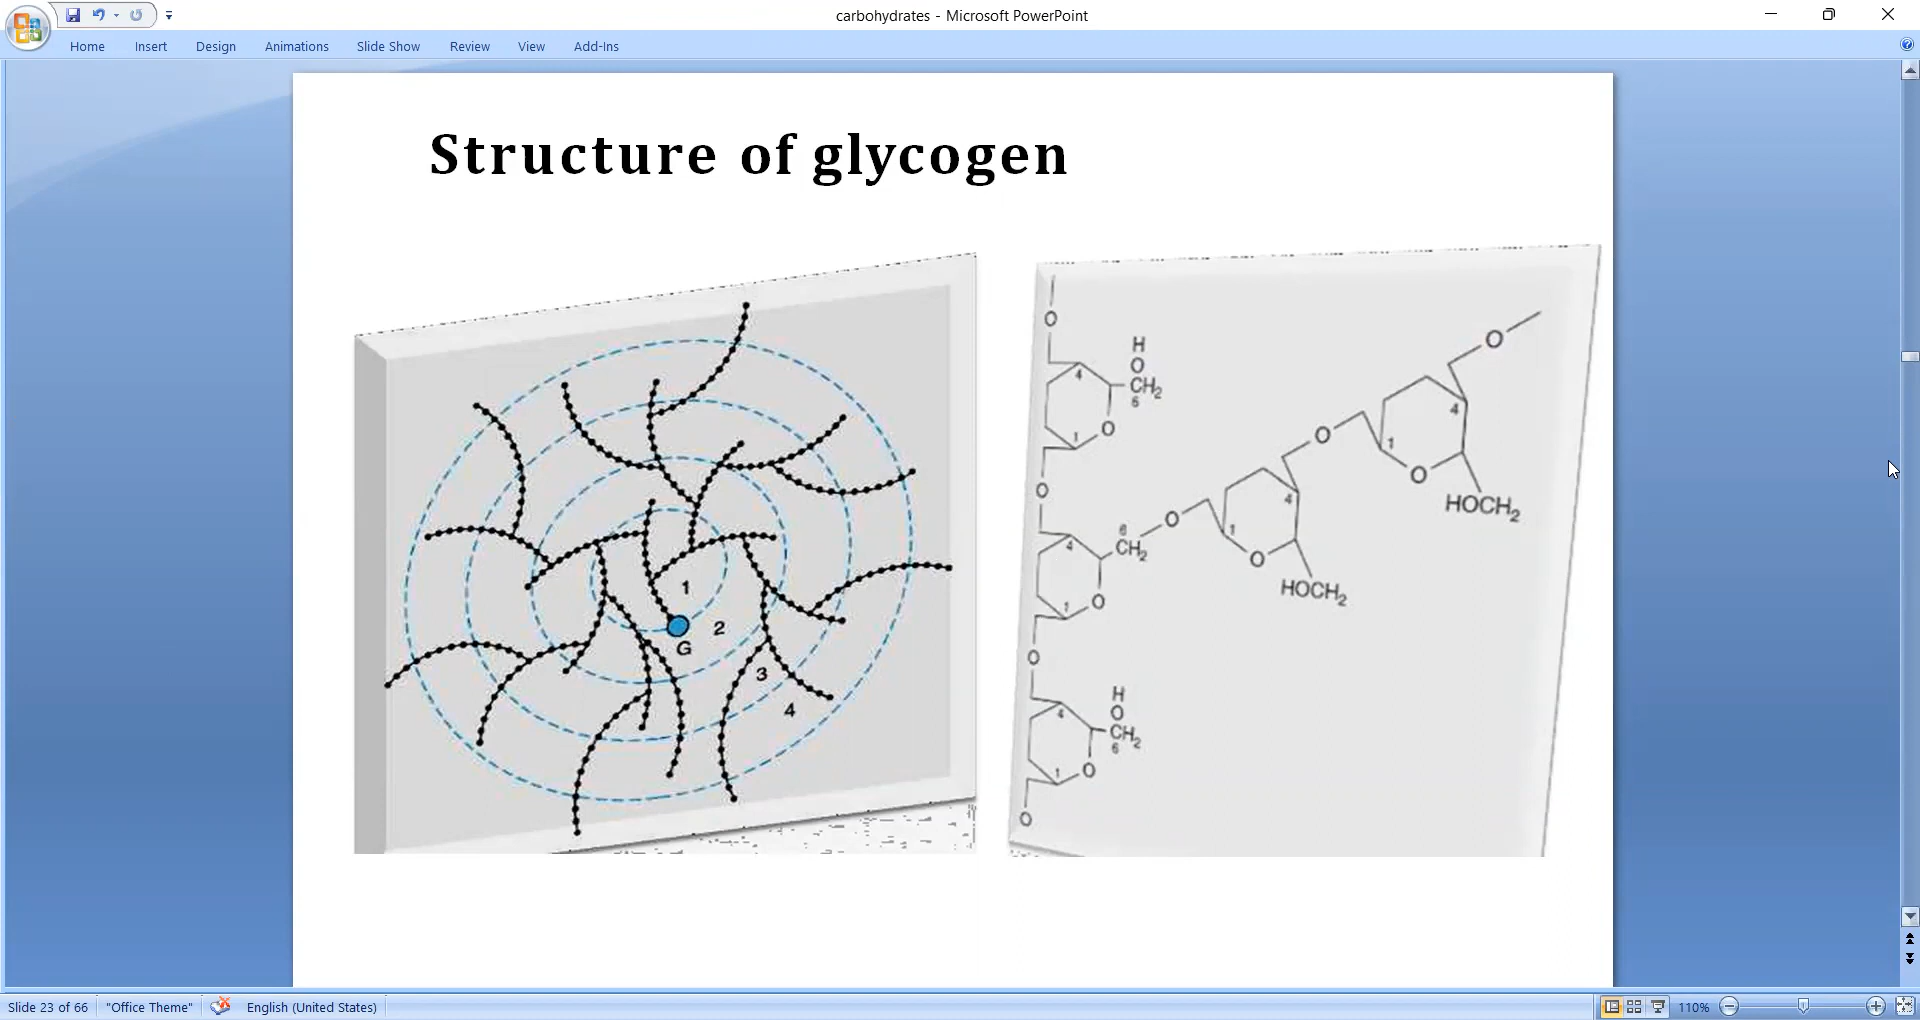 carbohydrates - Microsoft PowerPoint
Home Insert Design Animations Slide Show Review View Add-Ins
Structure of glycogen
1
2
G
3
4
O
4
H
O
CH2
6
1
O
O
4
6
CH2
1
O
O
4
1
O
HOCH2
O
4
1
O
HOCH2
O
O
4
H
O
CH2
6
1
O
O
Slide 23 of 66 "Office Theme" English (United States) 110%